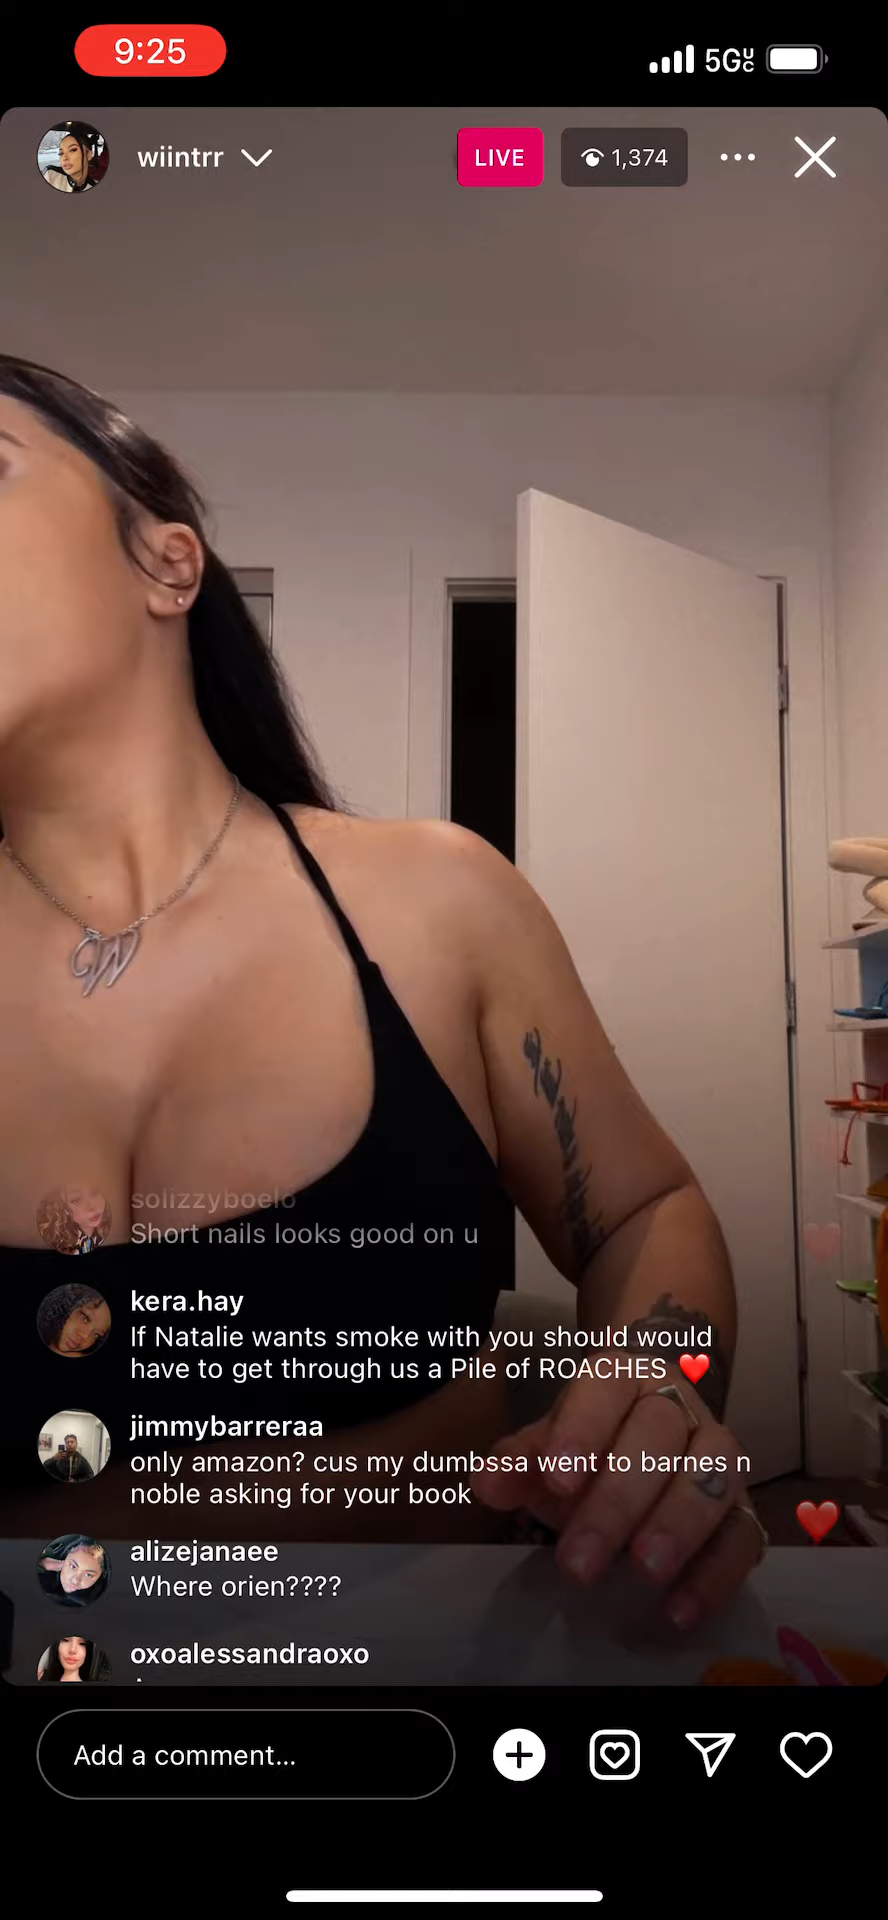 9:25
5GUC
wiintrr
LIVE
1,374
W
solizzyboelo
Short nails looks good on u
kera.hay
If Natalie wants smoke with you should would
have to get through us a Pile of ROACHES ❤️
jimmybarreraa
only amazon? cus my dumbssa went to barnes n
noble asking for your book
alizejanaee
Where orien????
oxoalessandraoxo
Add a comment...